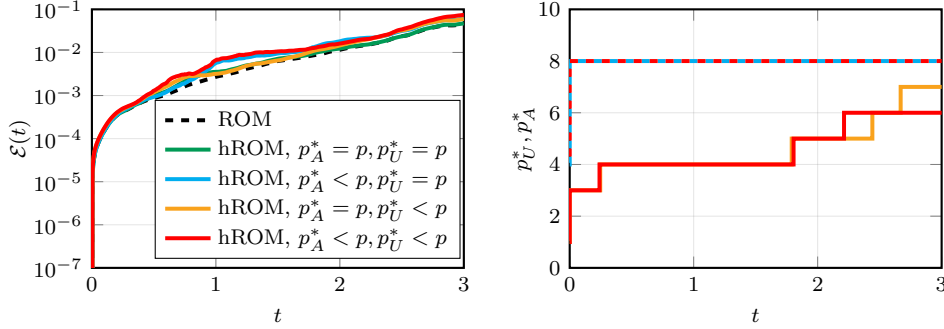 10⁻¹
10⁻²
10⁻³
10⁻⁴
10⁻⁵
10⁻⁶
10⁻⁷
ℰ(t)
0 1 2 3
t
ROM
hROM, p*_A = p, p*_U = p
hROM, p*_A < p, p*_U = p
hROM, p*_A = p, p*_U < p
hROM, p*_A < p, p*_U < p
10
8
6
4
2
0
p*_U, p*_A
0 1 2 3
t